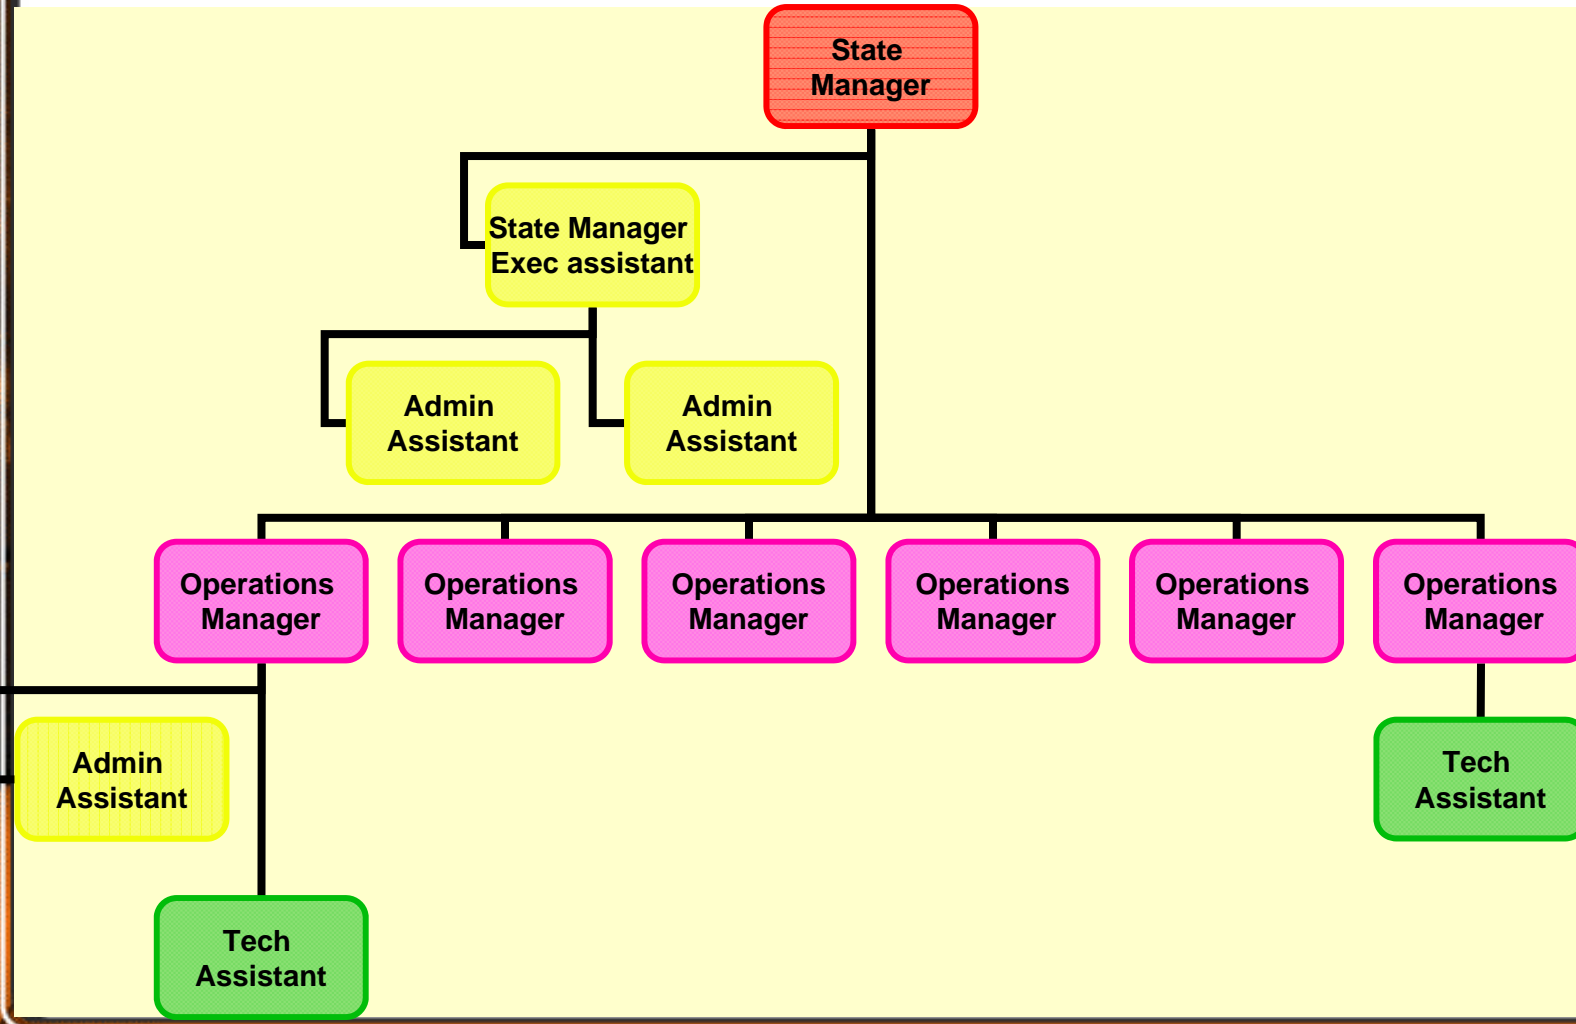 State
Manager
State Manager
Exec assistant
Admin
Assistant
Admin
Assistant
Operations
Manager
Operations
Manager
Operations
Manager
Operations
Manager
Operations
Manager
Operations
Manager
Admin
Assistant
Tech
Assistant
Tech
Assistant